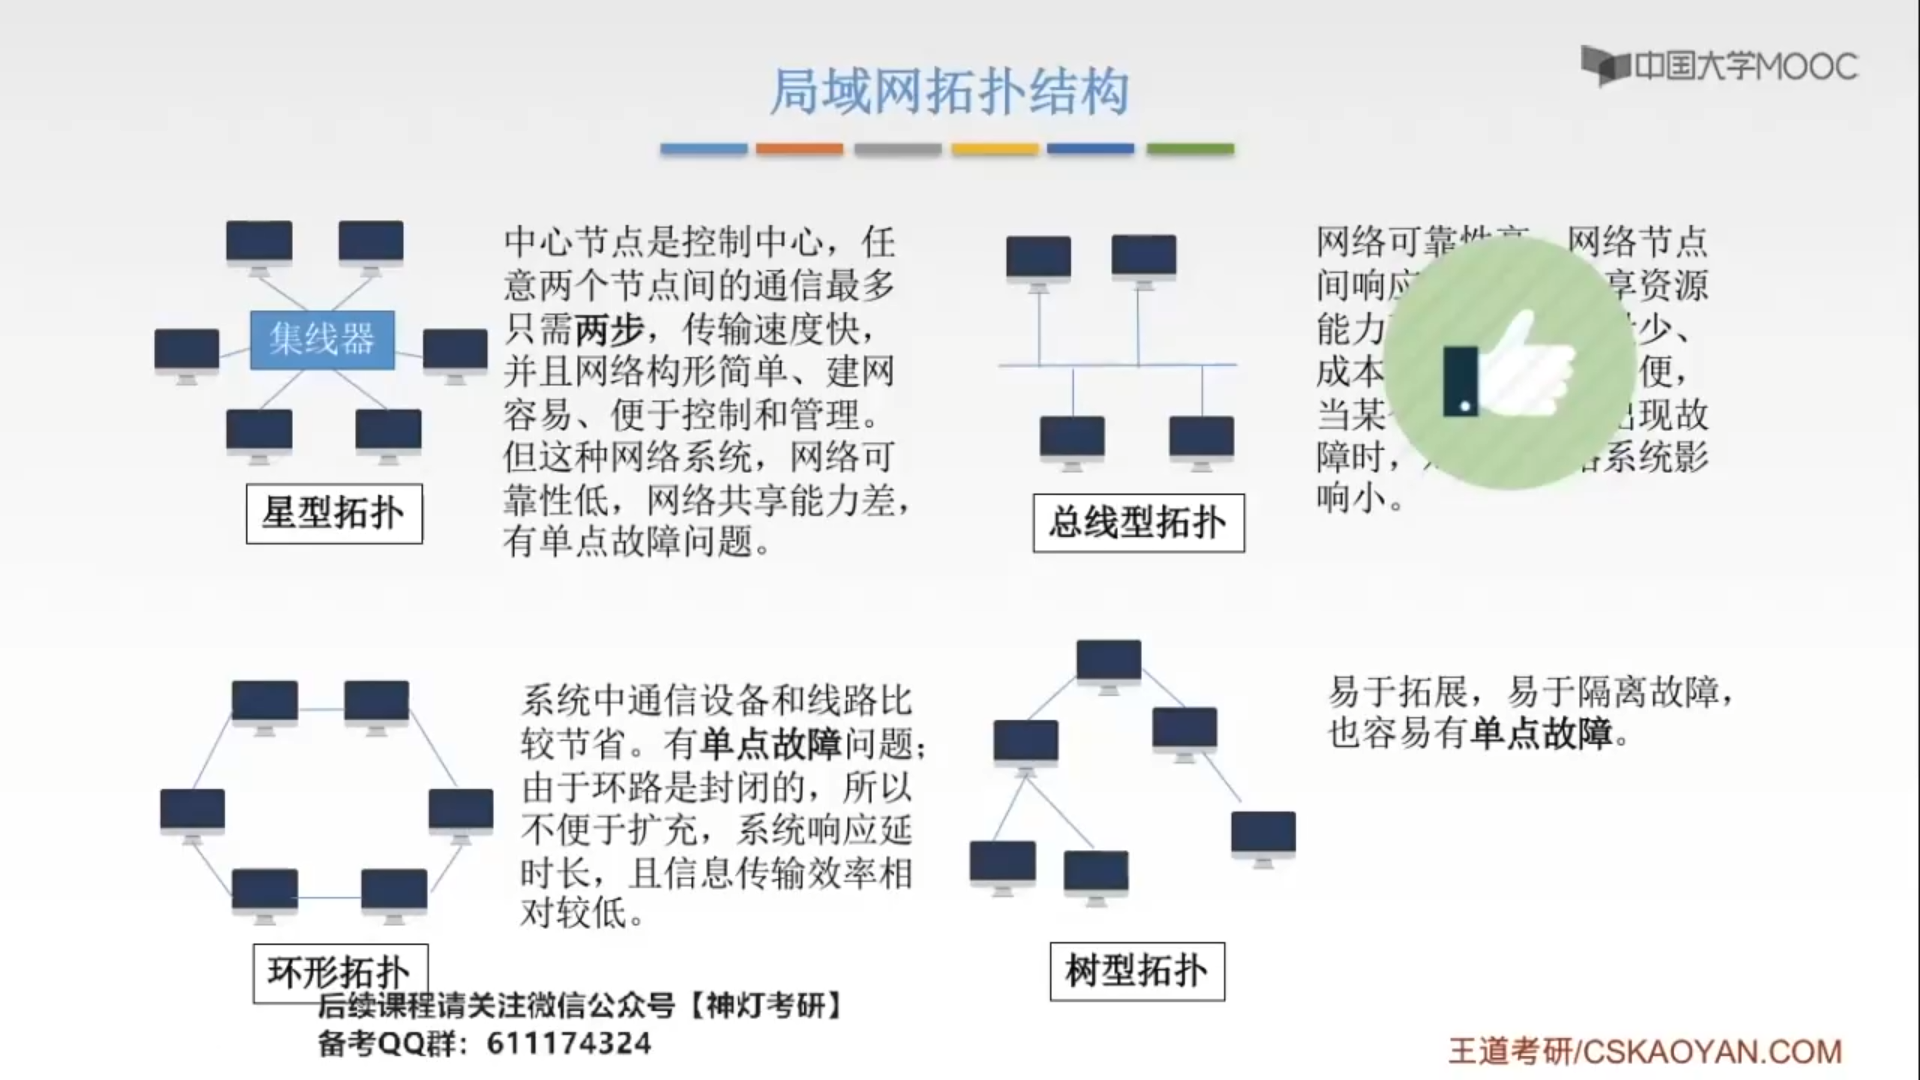 中国大学MOOC
局域网拓扑结构
集线器
星型拓扑
中心节点是控制中心，任
意两个节点间的通信最多
只需两步，传输速度快，
并且网络构形简单、建网
容易、便于控制和管理。
但这种网络系统，网络可
靠性低，网络共享能力差，
有单点故障问题。
总线型拓扑
网络可靠性高 网络节点
间响应 享资源
能力 少、
成本 便，
当某 出现故
障时， 系统影
响小。
环形拓扑
系统中通信设备和线路比
较节省。有单点故障问题；
由于环路是封闭的，所以
不便于扩充，系统响应延
时长，且信息传输效率相
对较低。
树型拓扑
易于拓展，易于隔离故障，
也容易有单点故障。
后续课程请关注微信公众号【神灯考研】
备考QQ群：611174324
王道考研/CSKAOYAN.COM